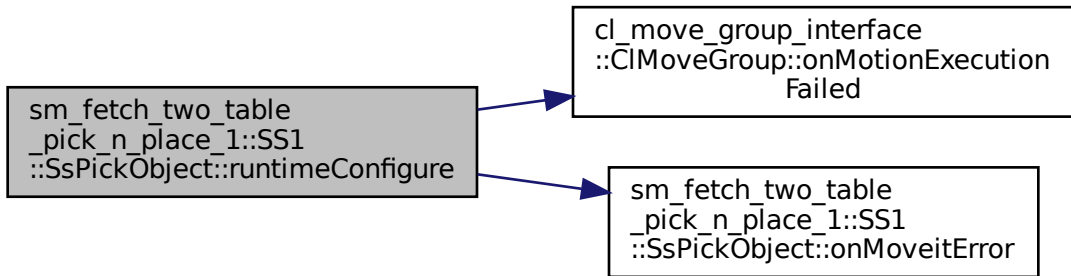 sm_fetch_two_table
_pick_n_place_1::SS1
::SsPickObject::runtimeConfigure
cl_move_group_interface
::ClMoveGroup::onMotionExecution
Failed
sm_fetch_two_table
_pick_n_place_1::SS1
::SsPickObject::onMoveitError